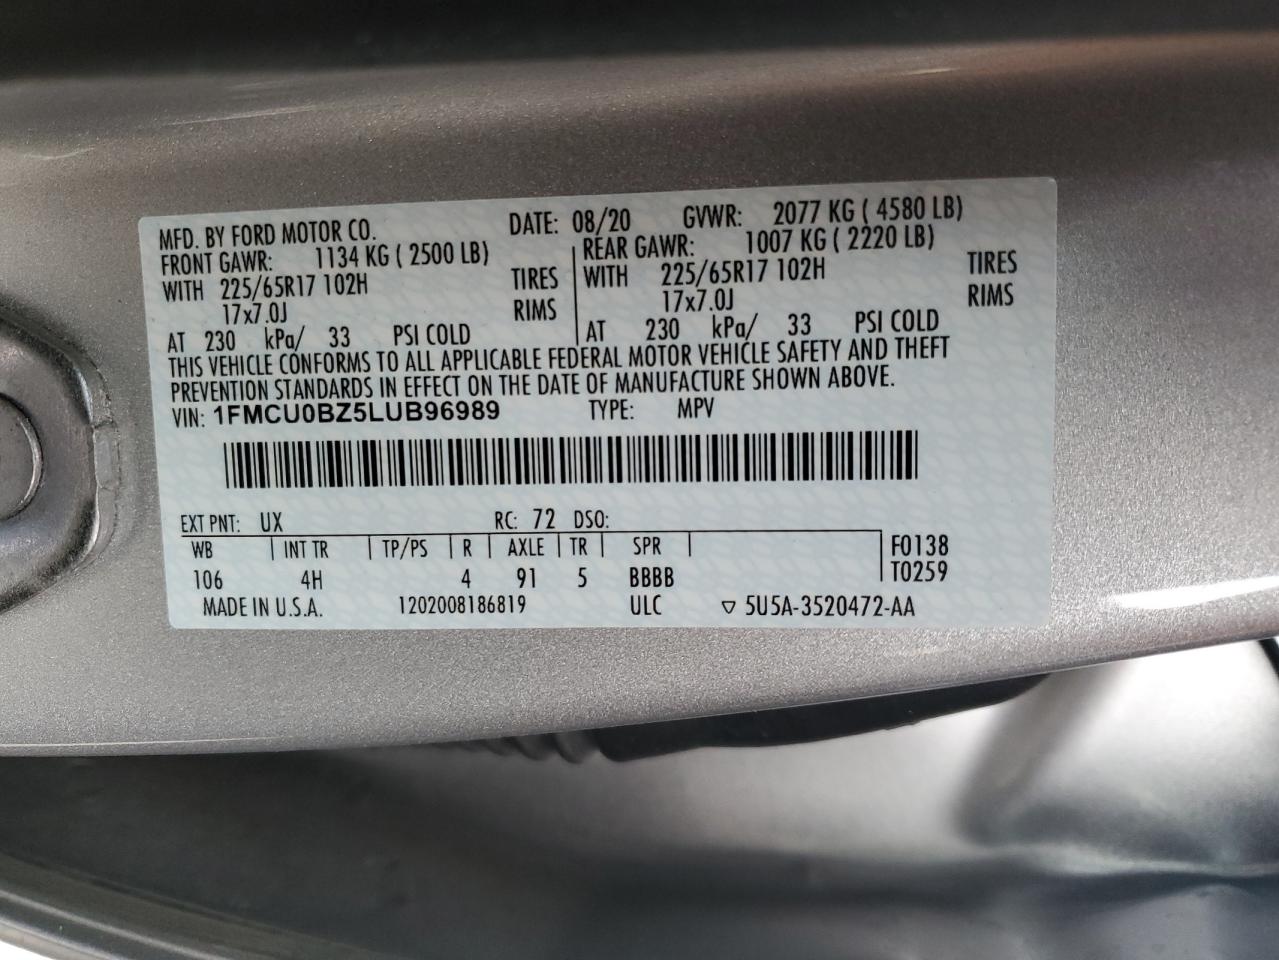 MFD. BY FORD MOTOR CO. DATE: 08/20 GVWR: 2077 KG ( 4580 LB)
FRONT GAWR: 1134 KG ( 2500 LB) REAR GAWR: 1007 KG ( 2220 LB)
WITH 225/65R17 102H TIRES WITH 225/65R17 102H TIRES
17x7.0J RIMS 17x7.0J RIMS
AT 230 kPa/ 33 PSI COLD AT 230 kPa/ 33 PSI COLD
THIS VEHICLE CONFORMS TO ALL APPLICABLE FEDERAL MOTOR VEHICLE SAFETY AND THEFT
PREVENTION STANDARDS IN EFFECT ON THE DATE OF MANUFACTURE SHOWN ABOVE.
VIN: 1FMCU0BZ5LUB96989 TYPE: MPV
EXT PNT: UX RC: 72 DSO:
WB INT TR TP/PS R AXLE TR SPR F0138
106 4H 4 91 5 BBBB T0259
MADE IN U.S.A. 1202008186819 ULC ▽ 5U5A-3520472-AA